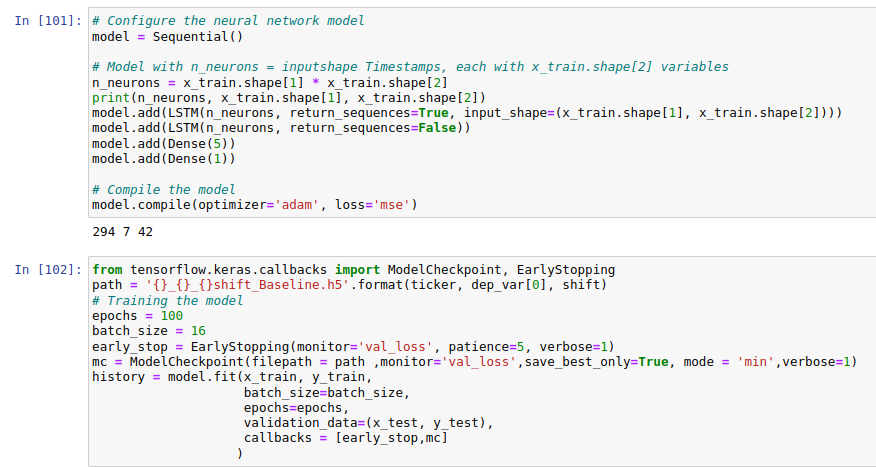 In [101]: # Configure the neural network model
model = Sequential()
# Model with n_neurons = inputshape Timestamps, each with x_train.shape[2] variables
n_neurons = x_train.shape[1] * x_train.shape[2]
print(n_neurons, x_train.shape[1], x_train.shape[2])
model.add(LSTM(n_neurons, return_sequences=True, input_shape=(x_train.shape[1], x_train.shape[2])))
model.add(LSTM(n_neurons, return_sequences=False))
model.add(Dense(5))
model.add(Dense(1))
# Compile the model
model.compile(optimizer='adam', loss='mse')
294 7 42
In [102]: from tensorflow.keras.callbacks import ModelCheckpoint, EarlyStopping
path = '{}_{}_{}shift_Baseline.h5'.format(ticker, dep_var[0], shift)
# Training the model
epochs = 100
batch_size = 16
early_stop = EarlyStopping(monitor='val_loss', patience=5, verbose=1)
mc = ModelCheckpoint(filepath = path ,monitor='val_loss',save_best_only=True, mode = 'min',verbose=1)
history = model.fit(x_train, y_train,
batch_size=batch_size,
epochs=epochs,
validation_data=(x_test, y_test),
callbacks = [early_stop,mc]
)